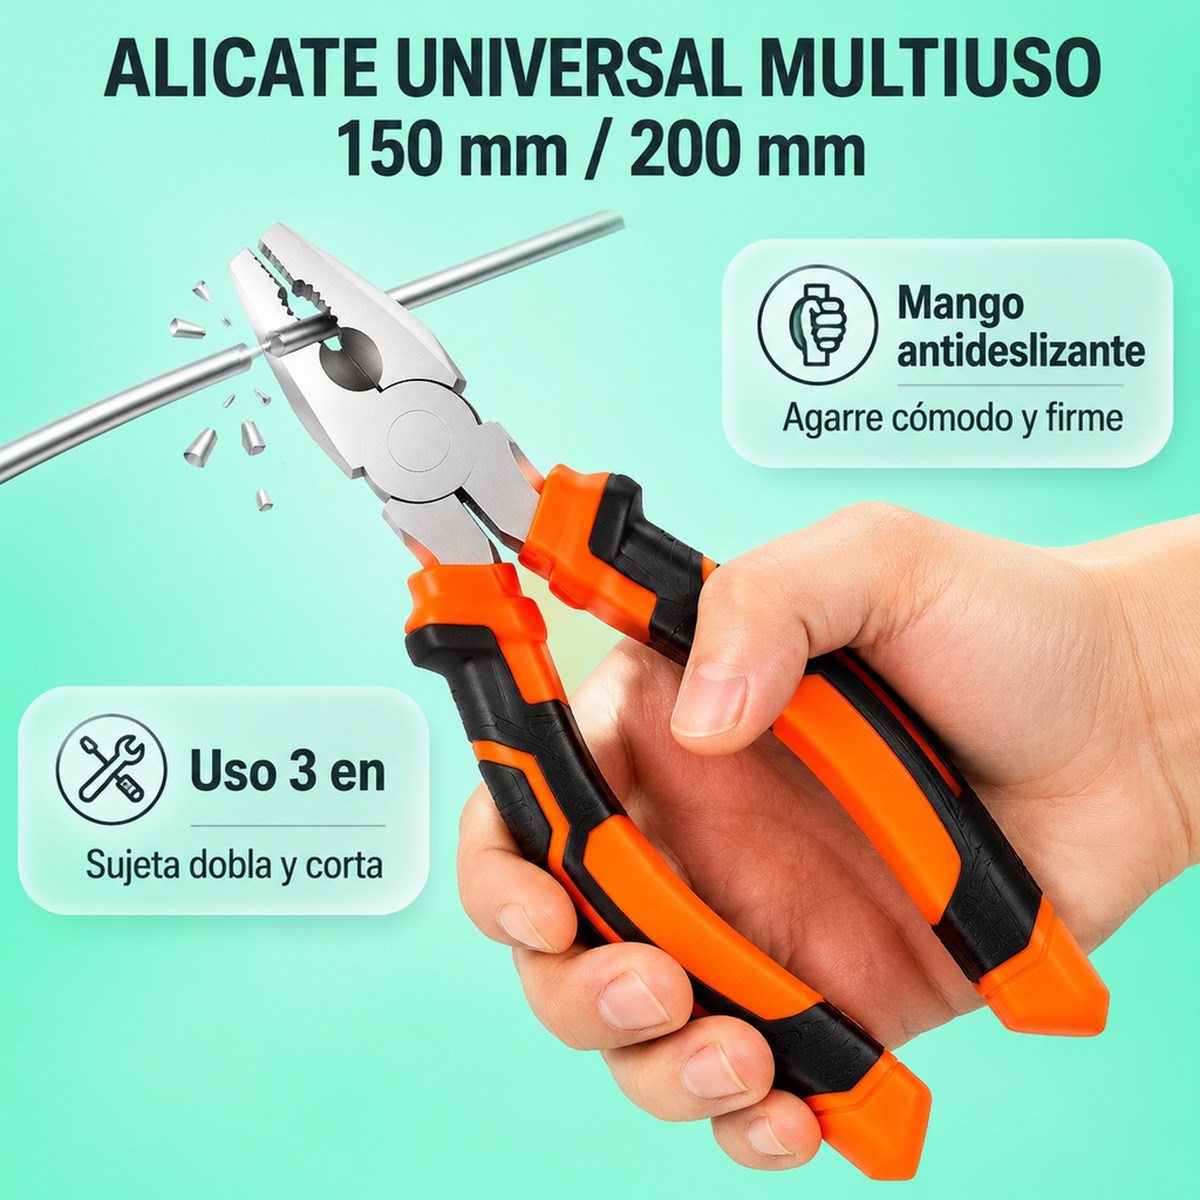 ALICATE UNIVERSAL MULTIUSO
150 mm / 200 mm
Mango
antideslizante
Agarre cómodo y firme
Uso 3 en
Sujeta dobla y corta